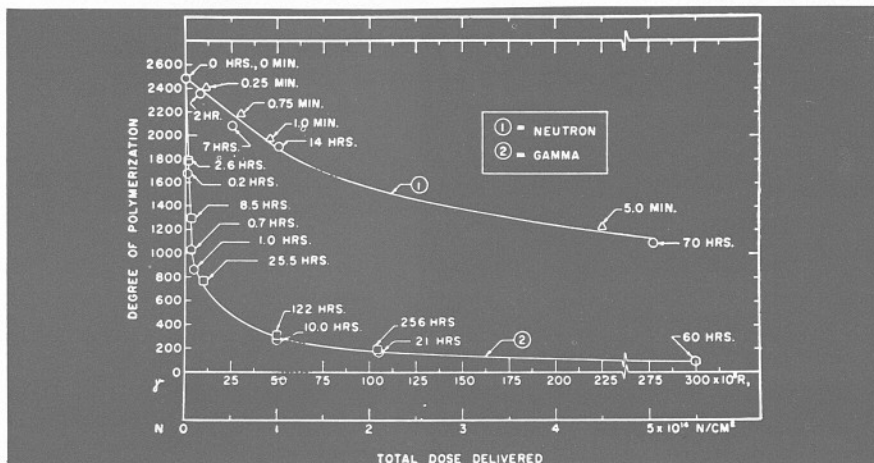 2600
2400
2200
2000
1800
1600
1400
1200
1000
800
600
400
200
0
DEGREE OF POLYMERIZATION
0 HRS., 0 MIN.
0.25 MIN.
2 HR.
0.75 MIN.
7 HRS.
1.0 MIN.
14 HRS.
2.6 HRS.
0.2 HRS.
8.5 HRS.
0.7 HRS.
1.0 HRS.
25.5 HRS.
122 HRS.
10.0 HRS.
256 HRS
21 HRS.
5.0 MIN.
70 HRS.
60 HRS.
1
2
① = NEUTRON
② = GAMMA
γ 25 50 75 100 125 150 175 200 225 275 300 × 10⁶R,
N 0 1 2 3 4 5 × 10¹⁴ N/CM²
TOTAL DOSE DELIVERED